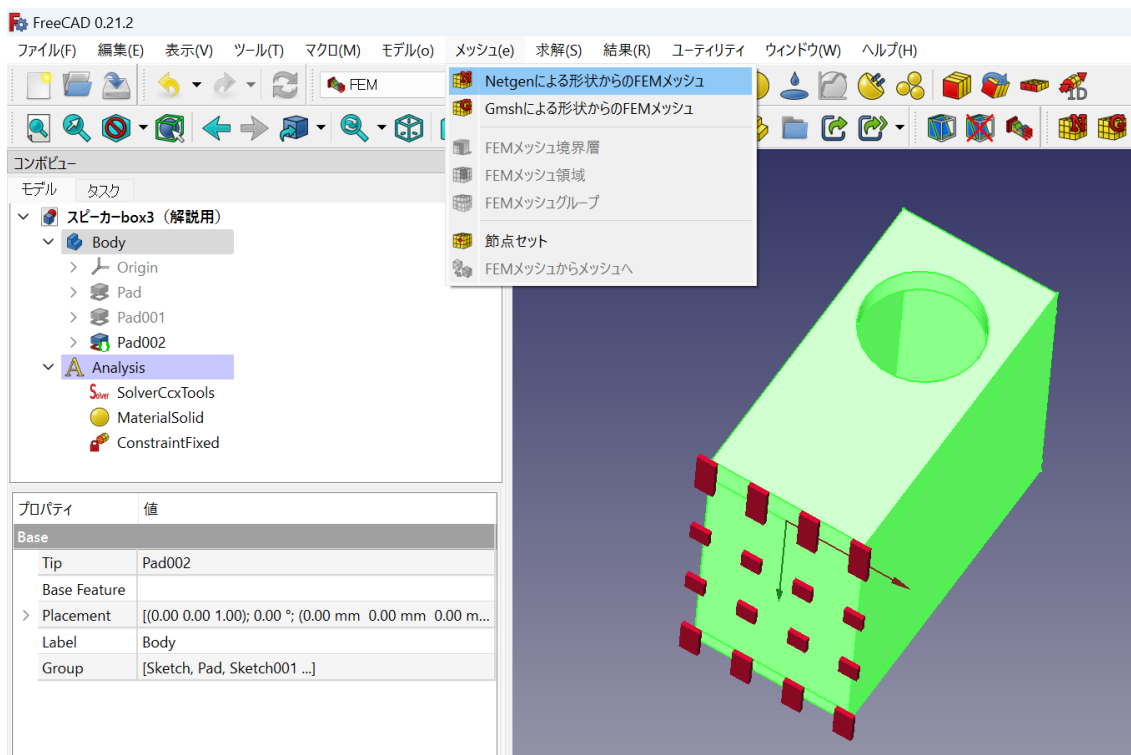 FreeCAD 0.21.2
ファイル(F) 編集(E) 表示(V) ツール(T) マクロ(M) モデル(o) メッシュ(e) 求解(S) 結果(R) ユーティリティ ウィンドウ(W) ヘルプ(H)
FEM
Netgenによる形状からのFEMメッシュ
Gmshによる形状からのFEMメッシュ
FEMメッシュ境界層
FEMメッシュ領域
FEMメッシュグループ
節点セット
FEMメッシュからメッシュへ
1D
N G
コンボビュー
モデル タスク
スピーカーbox3（解説用）
Body
Origin
Pad
Pad001
Pad002
Analysis
Solver SolverCcxTools
MaterialSolid
ConstraintFixed
プロパティ 値
Base
Tip Pad002
Base Feature
Placement [(0.00 0.00 1.00); 0.00 °; (0.00 mm 0.00 mm 0.00 m...
Label Body
Group [Sketch, Pad, Sketch001 ...]